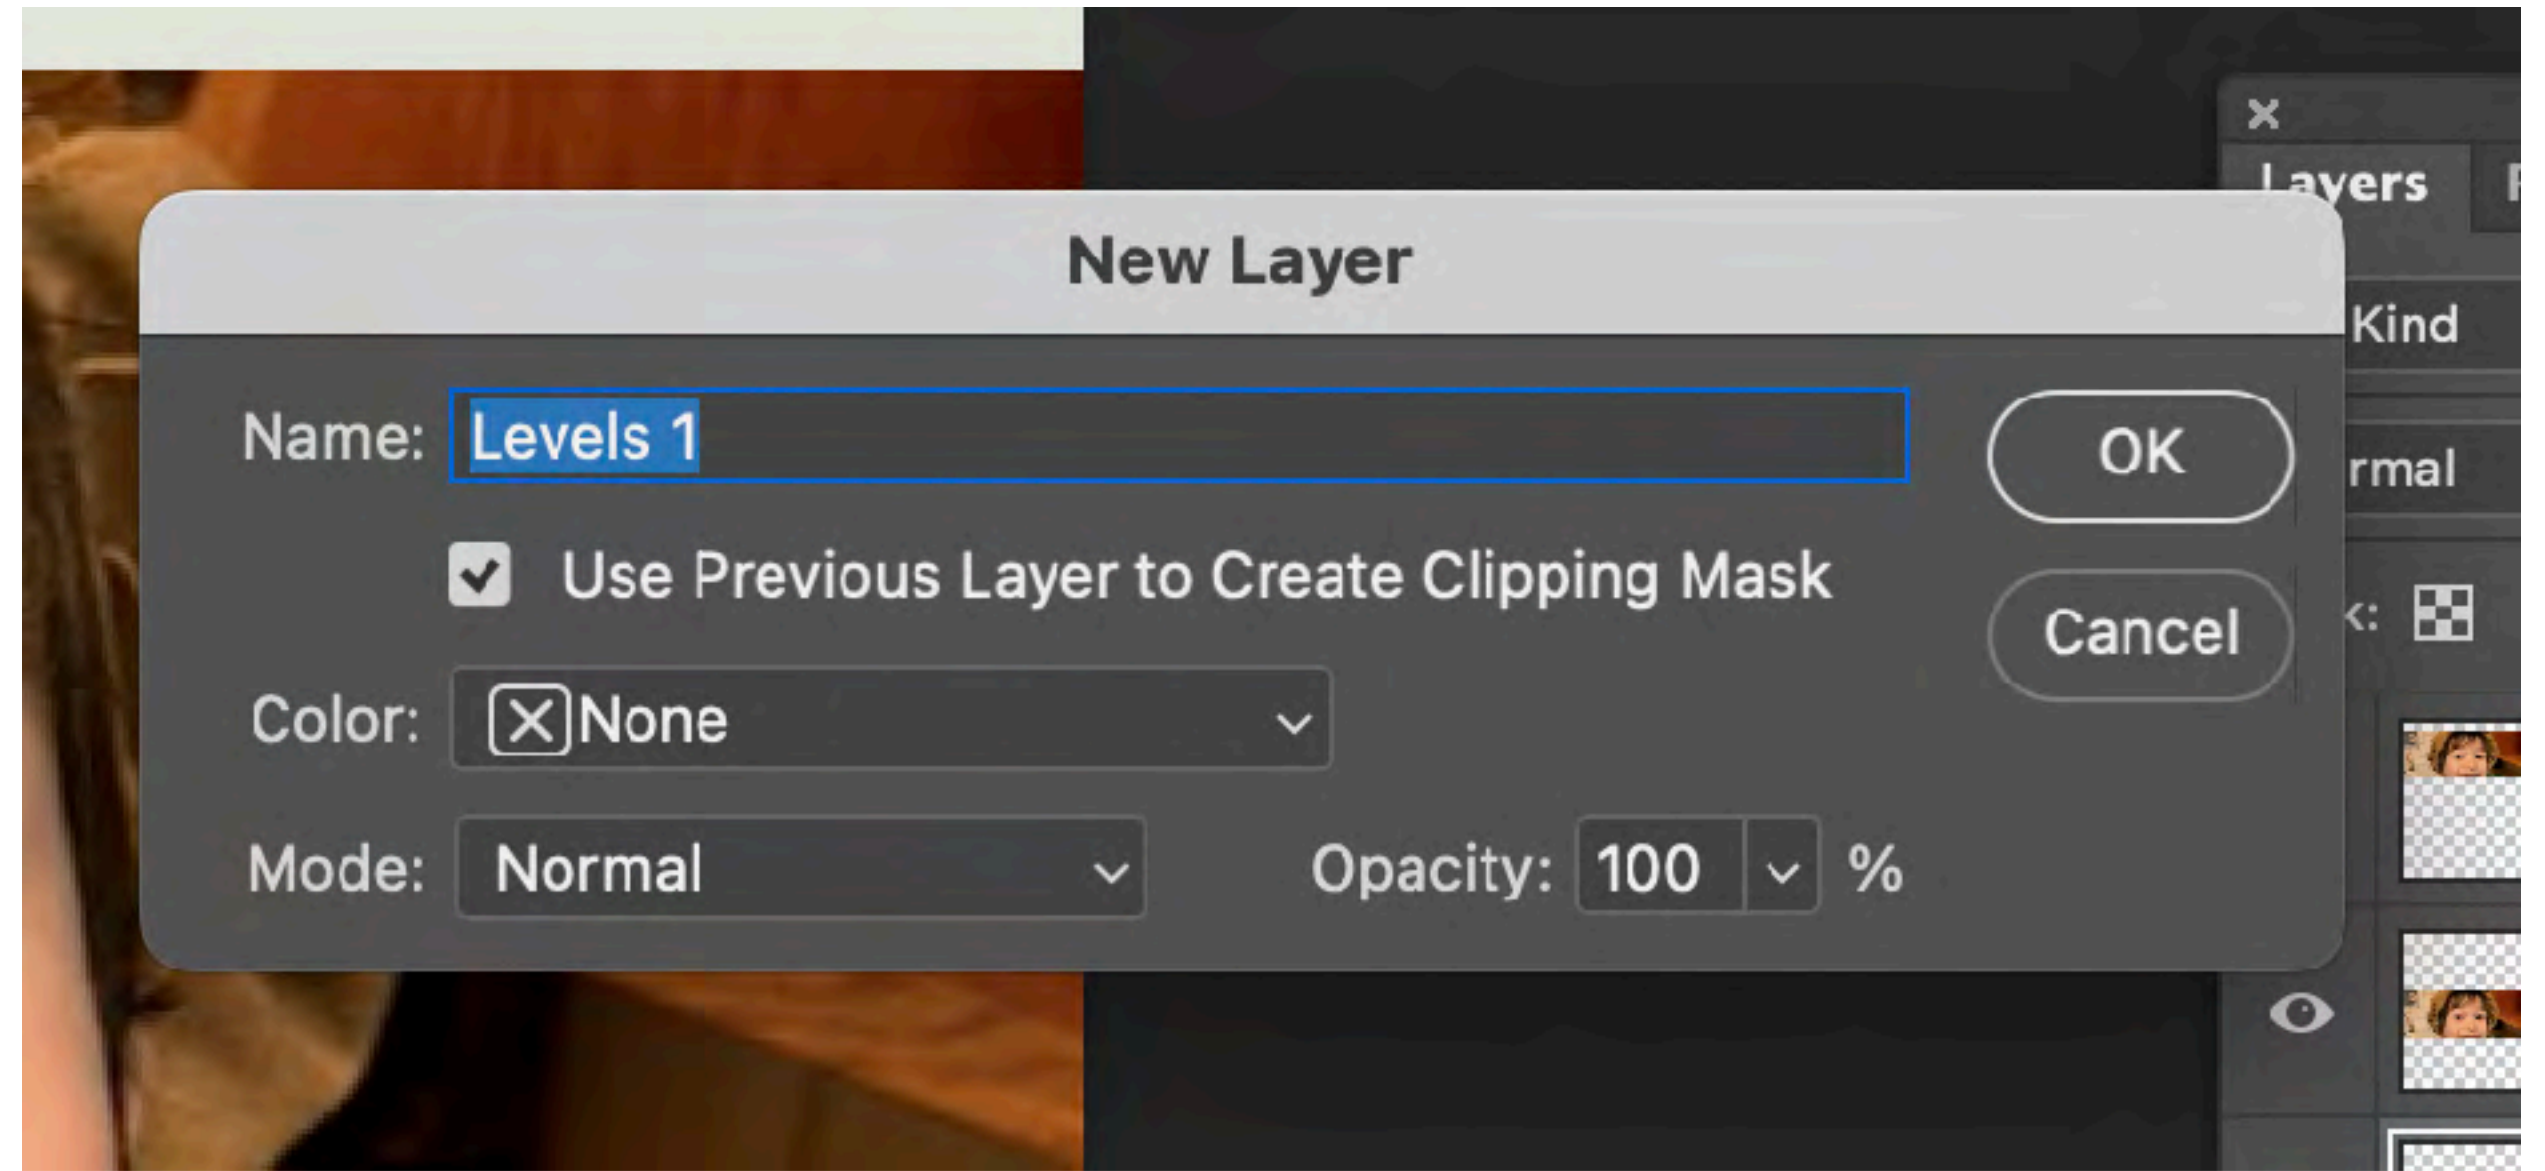 Layers
New Layer
Kind
Name: Levels 1
OK
rmal
Use Previous Layer to Create Clipping Mask
Cancel
k:
Color: None
Mode: Normal Opacity: 100 %